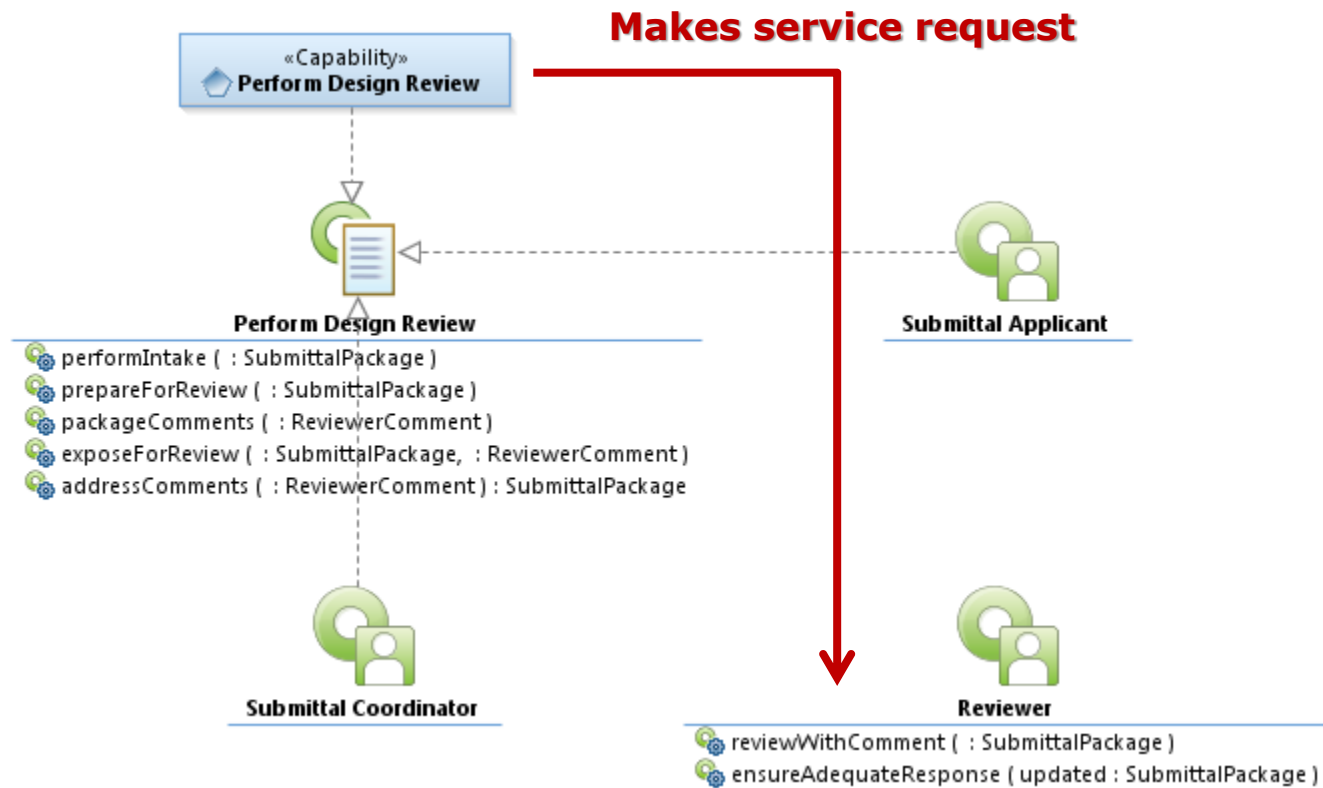 Makes service request
«Capability»
Perform Design Review
Perform Design Review
performIntake ( : SubmittalPackage )
prepareForReview ( : SubmittalPackage )
packageComments ( : ReviewerComment )
exposeForReview ( : SubmittalPackage, : ReviewerComment )
addressComments ( : ReviewerComment ) : SubmittalPackage
Submittal Applicant
Submittal Coordinator
Reviewer
reviewWithComment ( : SubmittalPackage )
ensureAdequateResponse ( updated : SubmittalPackage )